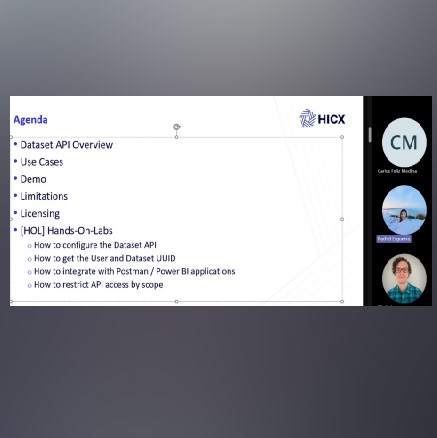 Agenda
HICX
• Dataset API Overview
• Use Cases
• Demo
• Limitations
• Licensing
• [HOL] Hands-On-Labs
○ How to configure the Dataset API
○ How to get the User and Dataset UUID
○ How to integrate with Postman / Power BI applications
○ How to restrict API access by scope
CM
Carlos Feliz Medina
Rachel